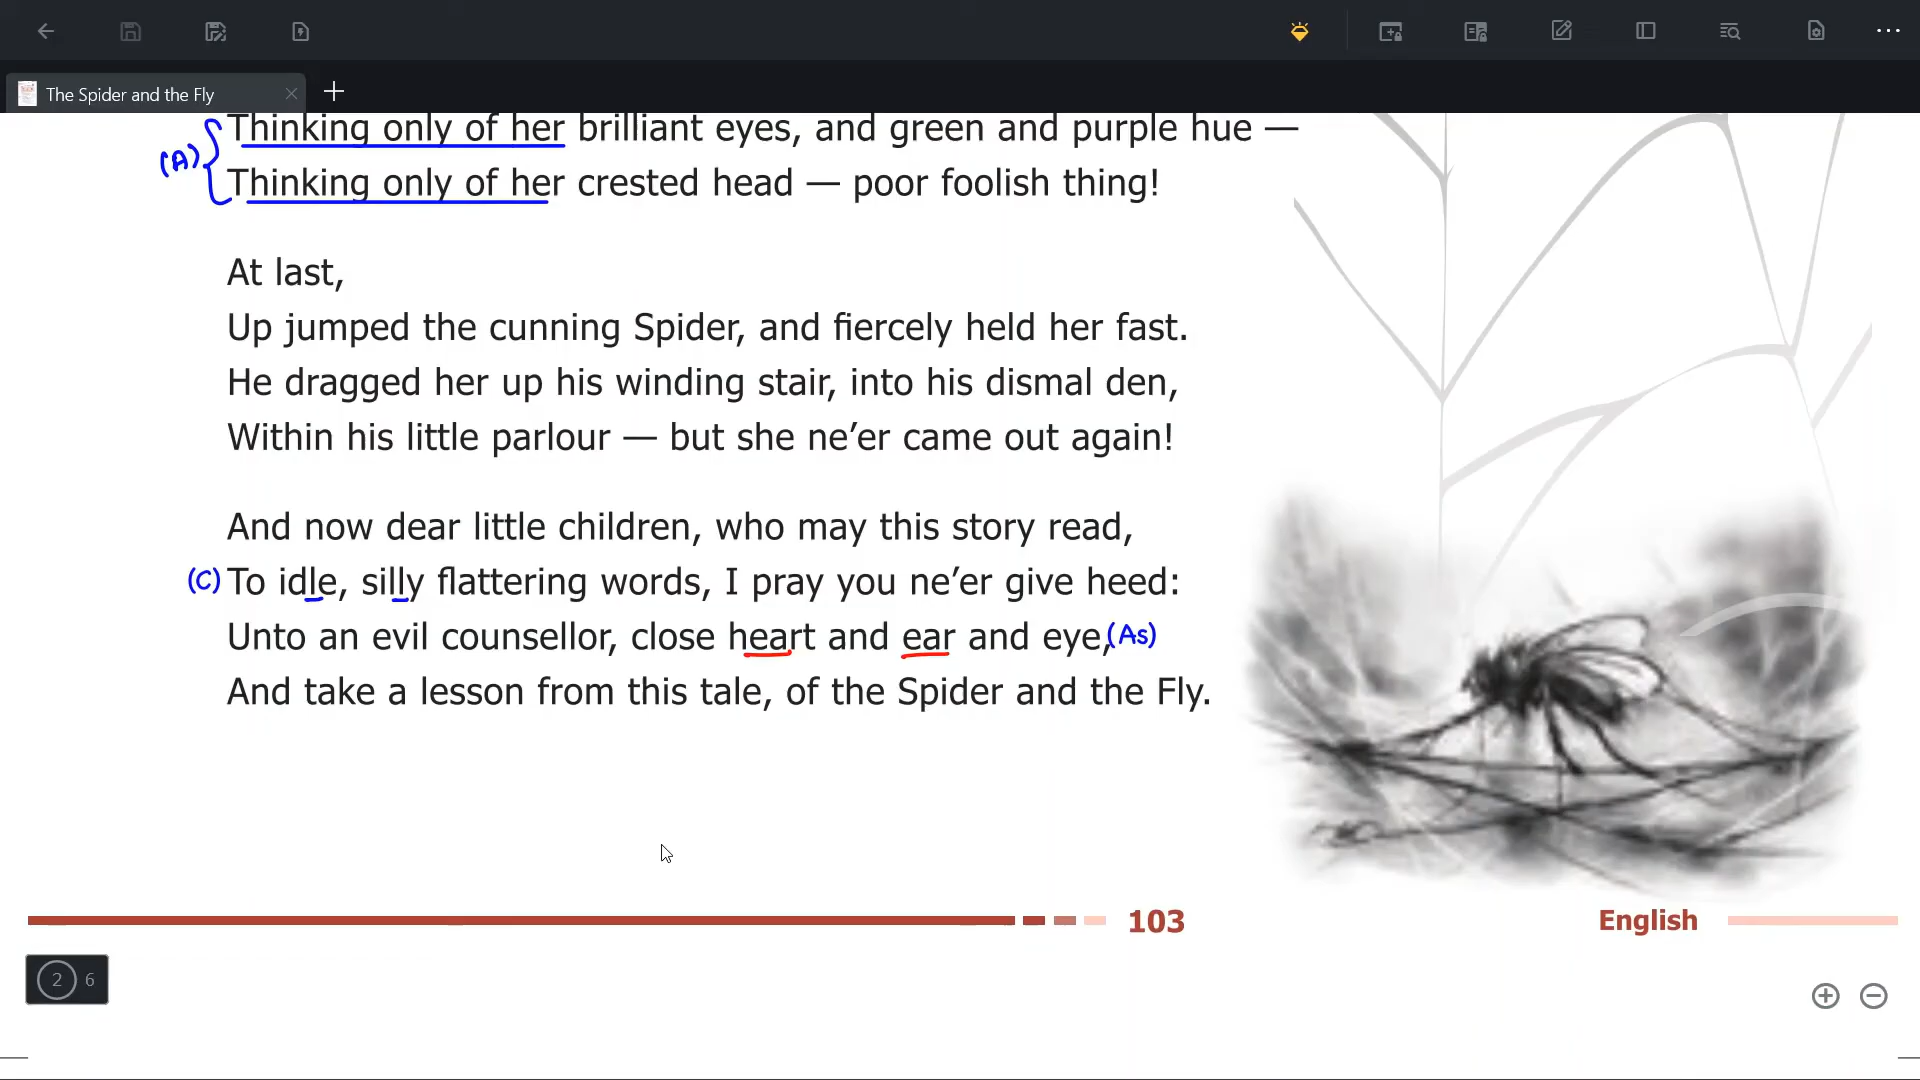 The Spider and the Fly
Thinking only of her brilliant eyes, and green and purple hue —
(A)
Thinking only of her crested head — poor foolish thing!
At last,
Up jumped the cunning Spider, and fiercely held her fast.
He dragged her up his winding stair, into his dismal den,
Within his little parlour — but she ne’er came out again!
And now dear little children, who may this story read,
(C) To idle, silly flattering words, I pray you ne’er give heed:
Unto an evil counsellor, close heart and ear and eye, (As)
And take a lesson from this tale, of the Spider and the Fly.
103 English
2 6